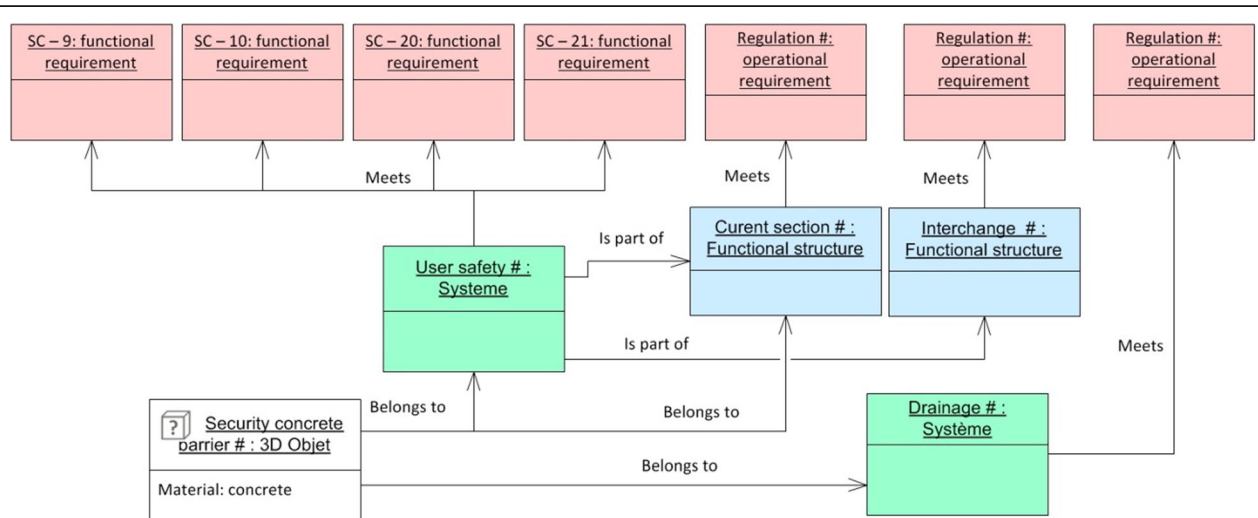 SC – 9: functional
requirement
SC – 10: functional
requirement
SC – 20: functional
requirement
SC – 21: functional
requirement
Regulation #:
operational
requirement
Regulation #:
operational
requirement
Regulation #:
operational
requirement
Meets
Meets
Meets
Is part of
Curent section # :
Functional structure
Interchange # :
Functional structure
User safety # :
Systeme
Is part of
Meets
Belongs to
Belongs to
Security concrete
barrier # : 3D Objet
Material: concrete
Drainage # :
Système
Belongs to
?